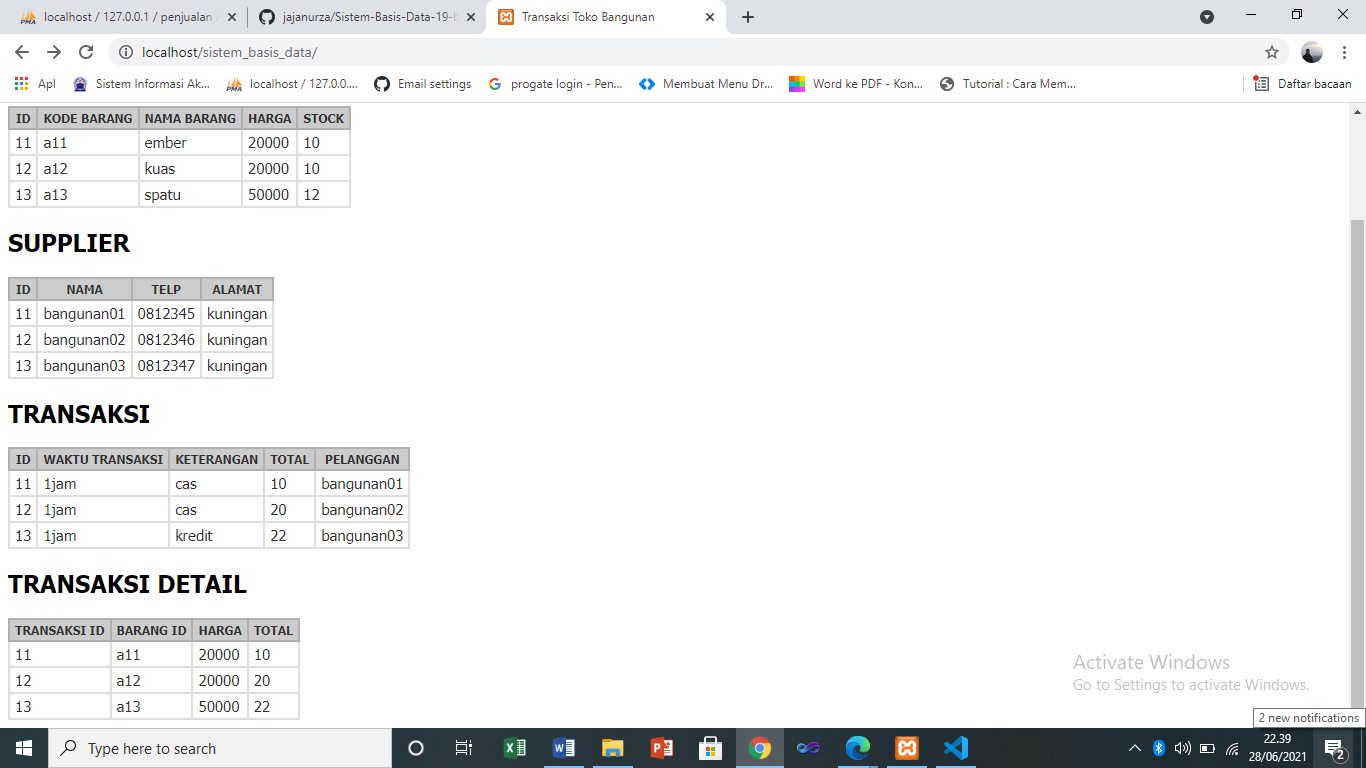 localhost / 127.0.0.1 / penjualan
jajanurza/Sistem-Basis-Data-19-b
Transaksi Toko Bangunan
localhost/sistem_basis_data/
Apl
Sistem Informasi Ak...
localhost / 127.0.0....
Email settings
progate login - Pen...
Membuat Menu Dr...
Word ke PDF - Kon...
Tutorial : Cara Mem...
Daftar bacaan
ID KODE BARANG NAMA BARANG HARGA STOCK
11 a11 ember 20000 10
12 a12 kuas 20000 10
13 a13 spatu 50000 12
SUPPLIER
ID NAMA TELP ALAMAT
11 bangunan01 0812345 kuningan
12 bangunan02 0812346 kuningan
13 bangunan03 0812347 kuningan
TRANSAKSI
ID WAKTU TRANSAKSI KETERANGAN TOTAL PELANGGAN
11 1jam cas 10 bangunan01
12 1jam cas 20 bangunan02
13 1jam kredit 22 bangunan03
TRANSAKSI DETAIL
TRANSAKSI ID BARANG ID HARGA TOTAL
11 a11 20000 10
12 a12 20000 20
13 a13 50000 22
Activate Windows
Go to Settings to activate Windows.
2 new notifications
Type here to search
22.39
28/06/2021
2